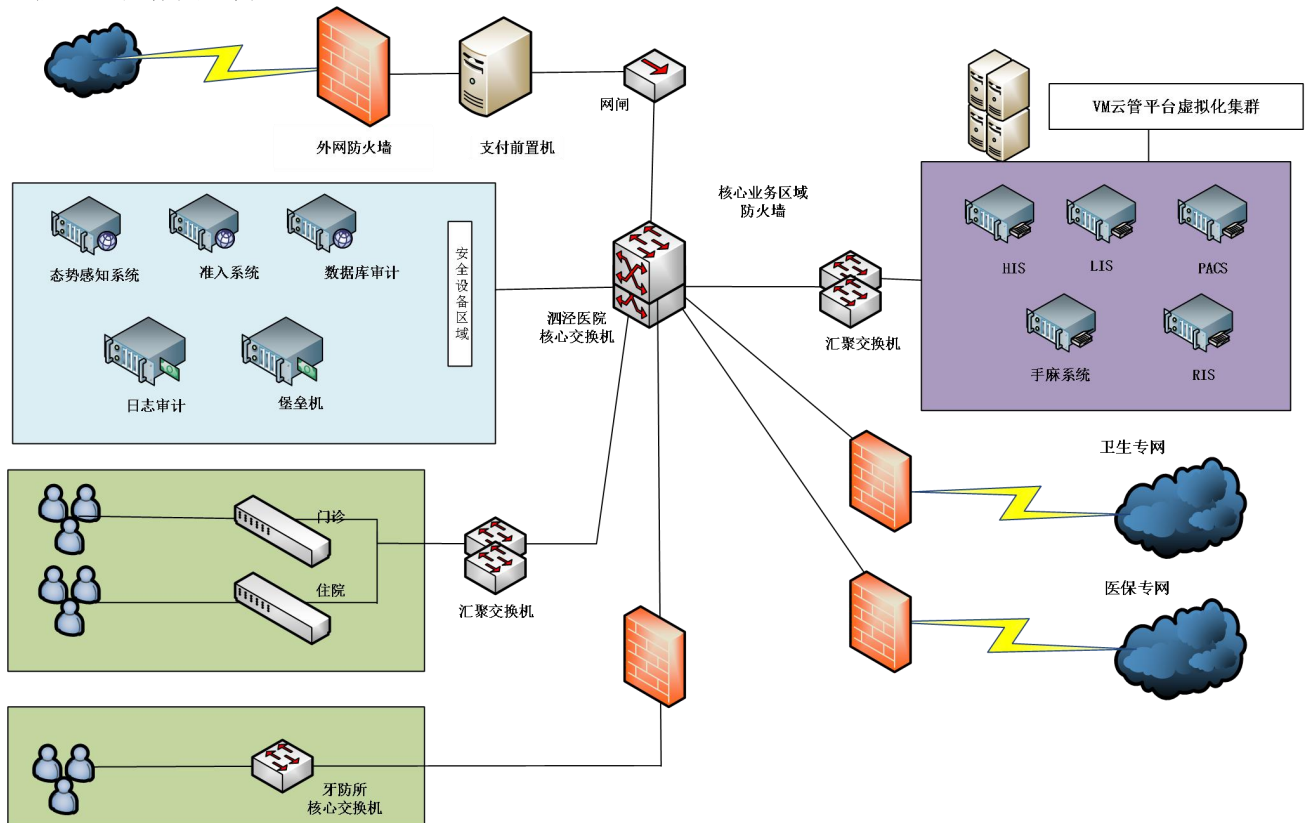 网闸
VM云管平台虚拟化集群
外网防火墙
支付前置机
核心业务区域
防火墙
态势感知系统
准入系统
数据库审计
安全设备区域
HIS
LIS
PACS
泗泾医院
核心交换机
汇聚交换机
日志审计
堡垒机
手麻系统
RIS
卫生专网
门诊
住院
汇聚交换机
医保专网
牙防所
核心交换机